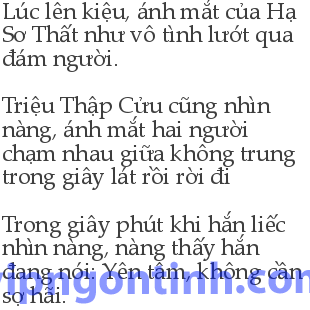 Lúc lên kiệu, ánh mắt của Hạ
Sơ Thất như vô tình lướt qua
đám người.
Triệu Thập Cửu cũng nhìn
nàng, ánh mắt hai người
chạm nhau giữa không trung
trong giây lát rồi rời đi
Trong giây phút khi hắn liếc
nhìn nàng, nàng thấy hắn
đang nói: Yên tâm, không cần
sợ hãi.
vipngontinh.com